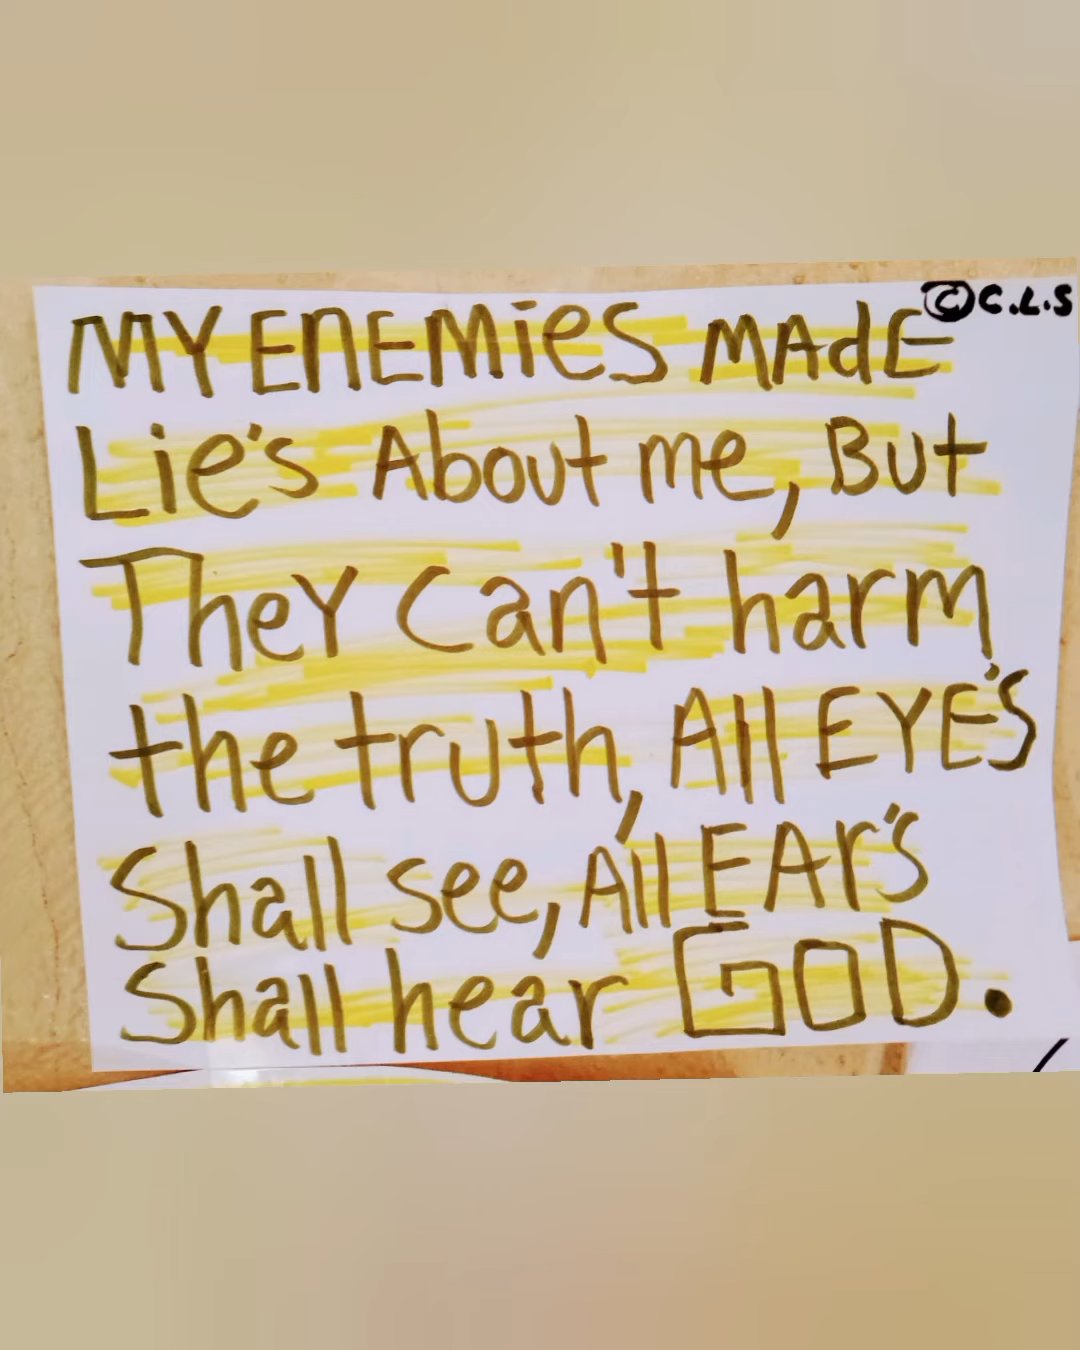 MY ENEMiES MAdE
©C.L.S
Lie's About me, But
TheY Can't harm
the truth, All EYE'S
Shall see, All EAr's
Shall hear GOD.